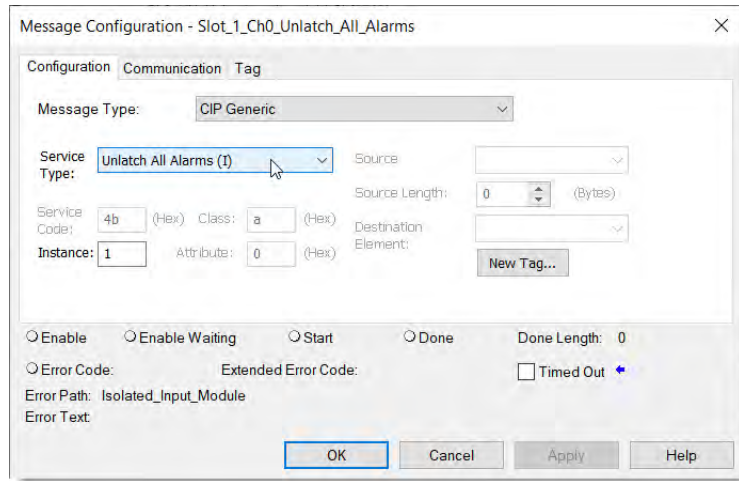 Message Configuration - Slot_1_Ch0_Unlatch_All_Alarms
Configuration Communication Tag
Message Type: CIP Generic
Service Type: Unlatch All Alarms (I)
Source
Source Length: 0 (Bytes)
Service Code: 4b (Hex) Class: a (Hex)
Destination Element:
Instance: 1 Attribute: 0 (Hex)
New Tag...
Enable Enable Waiting Start Done Done Length: 0
Error Code: Extended Error Code: Timed Out
Error Path: Isolated_Input_Module
Error Text:
OK Cancel Apply Help